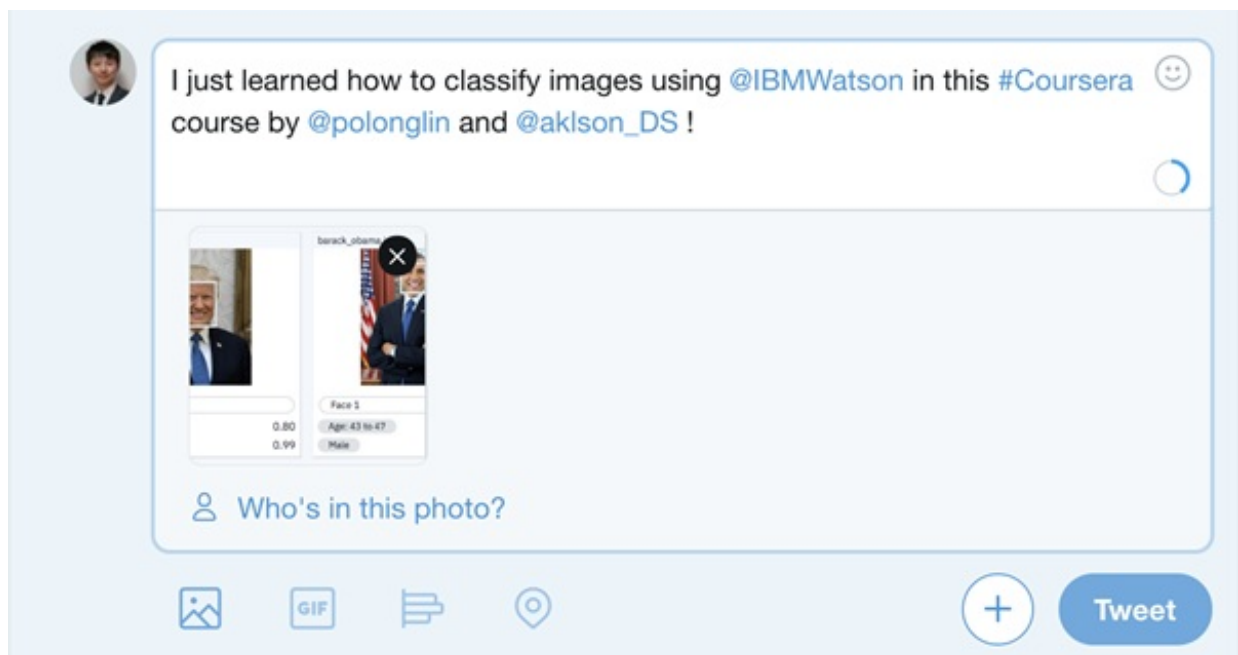 I just learned how to classify images using @IBMWatson in this #Coursera
course by @polonglin and @aklson_DS !
Face 1
0.80
Age: 43 to 47
0.99
Male
Who's in this photo?
GIF
Tweet